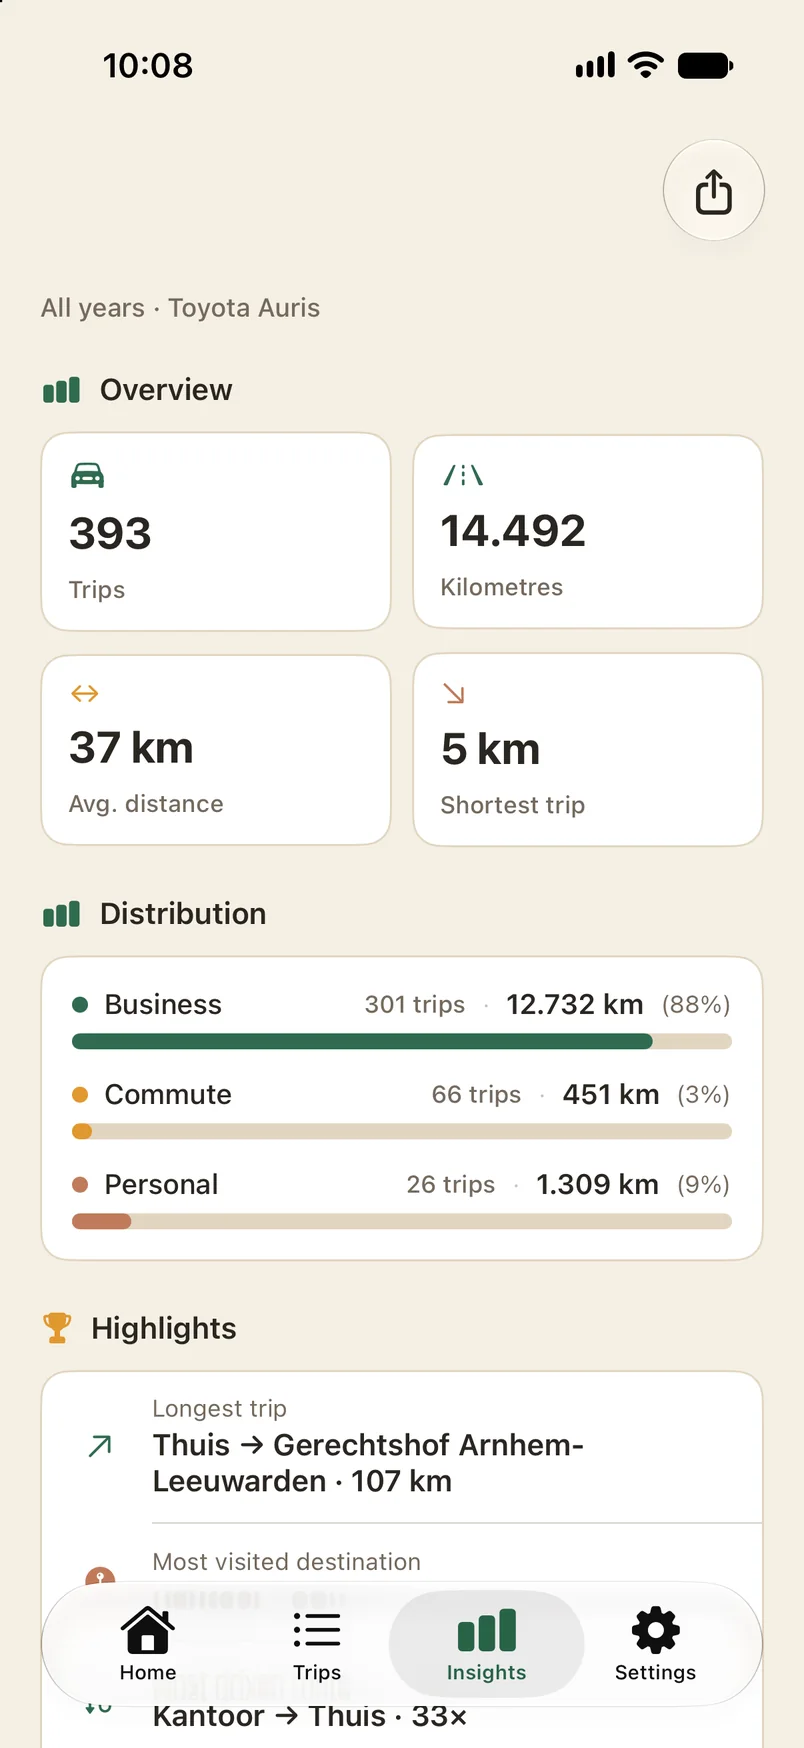 10:08
All years · Toyota Auris
Overview
393
Trips
14.492
Kilometres
37 km
Avg. distance
5 km
Shortest trip
Distribution
Business 301 trips · 12.732 km (88%)
Commute 66 trips · 451 km (3%)
Personal 26 trips · 1.309 km (9%)
Highlights
Longest trip
Thuis → Gerechtshof Arnhem-
Leeuwarden · 107 km
Most visited destination
Home Trips Insights Settings
Kantoor → Thuis · 33×